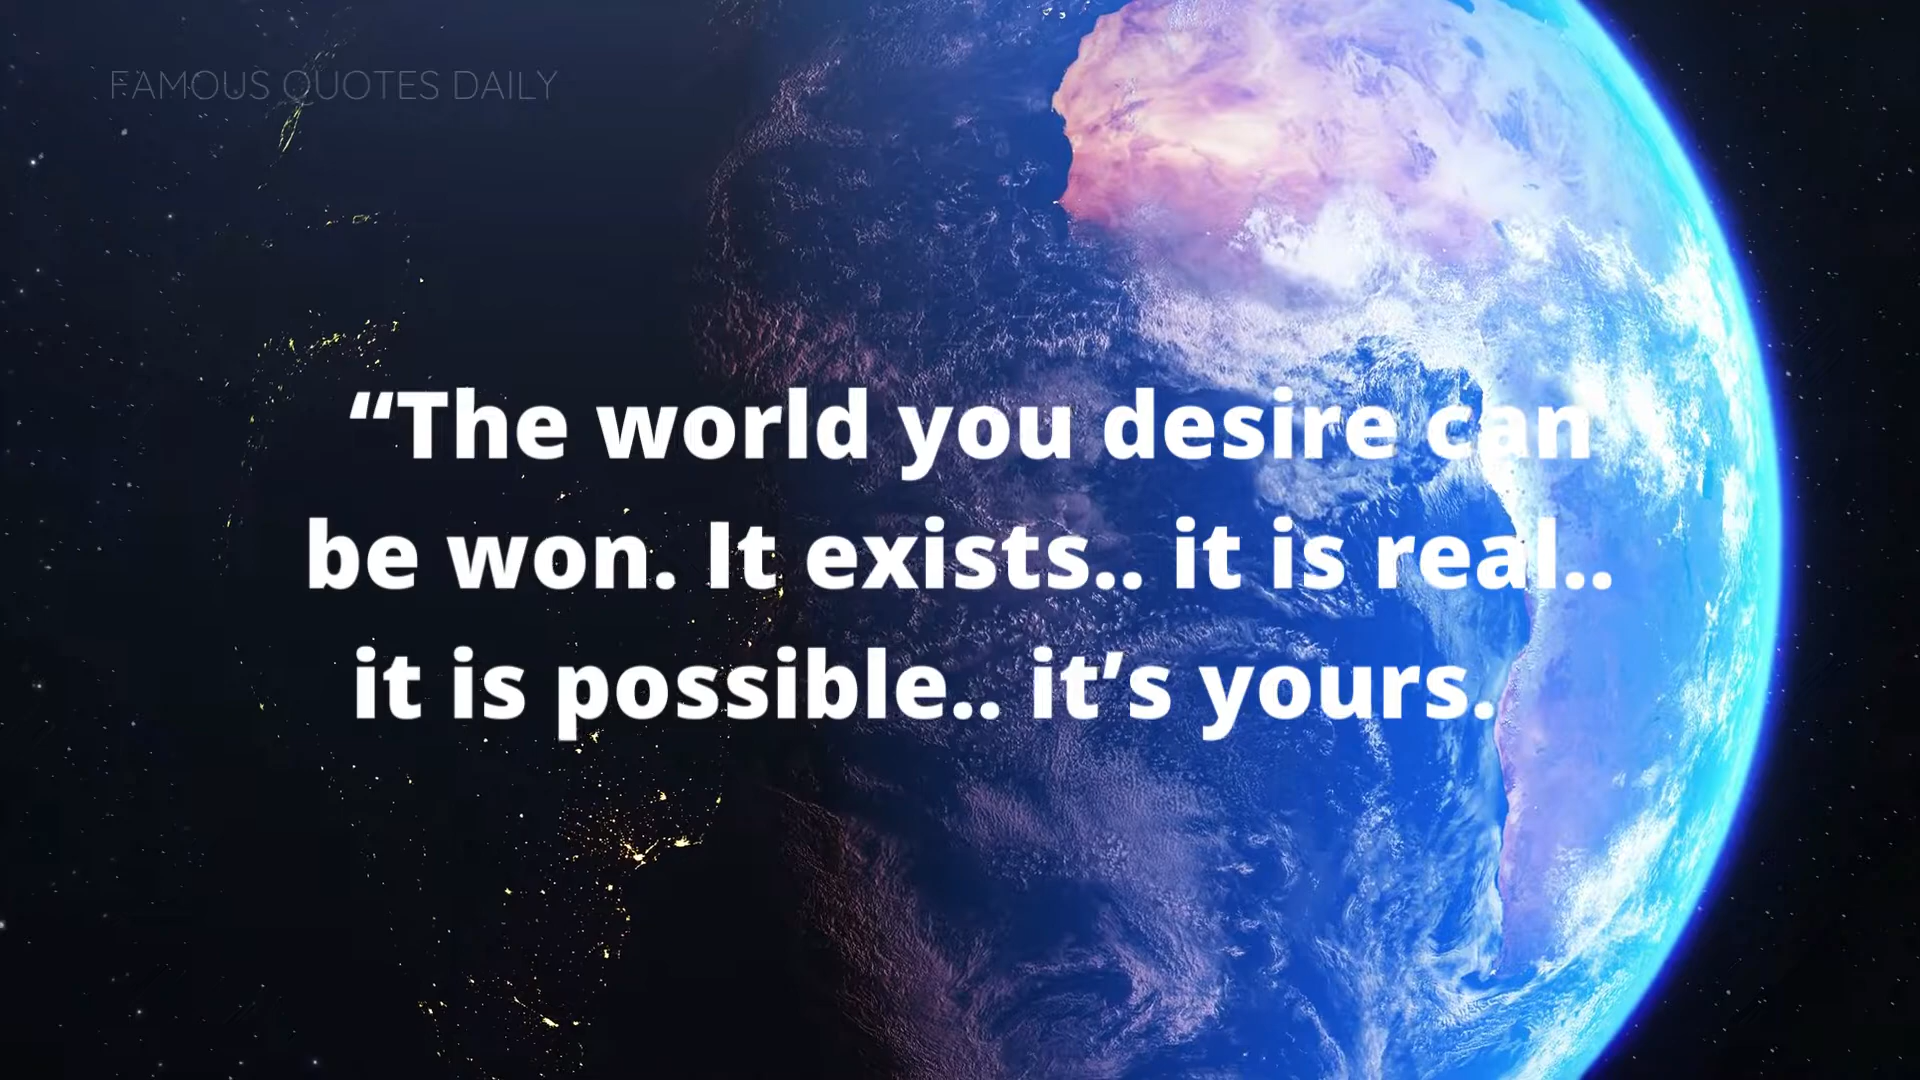 FAMOUS QUOTES DAILY
“The world you desire can
be won. It exists.. it is real..
it is possible.. it’s yours.